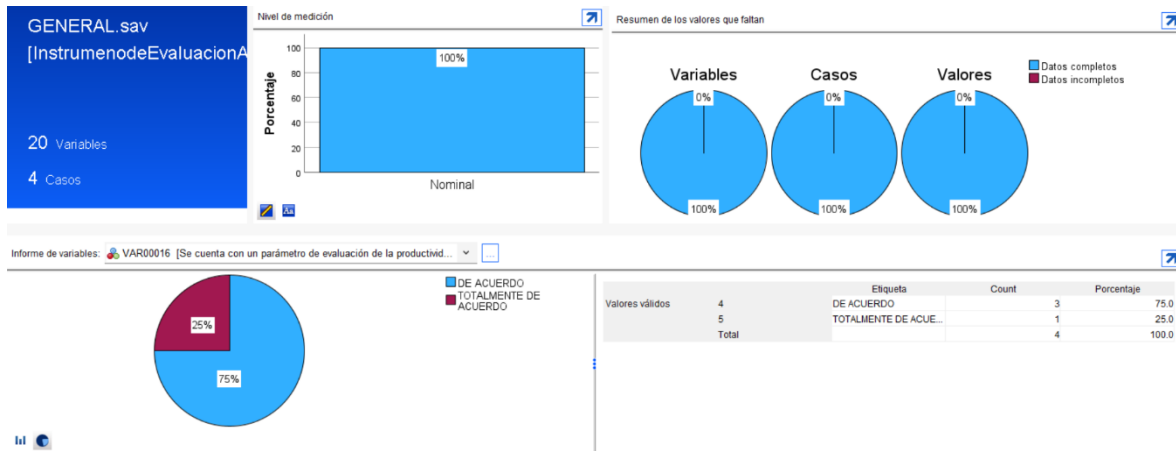 GENERAL.sav
[InstrumenodeEvaluacionA
20 Variables
4 Casos
Nivel de medición
Porcentaje
100
80
60
40
20
0
100%
Nominal
Resumen de los valores que faltan
Variables
Casos
Valores
0%
0%
0%
100%
100%
100%
Datos completos
Datos incompletos
Informe de variables: VAR00016 [Se cuenta con un parámetro de evaluación de la productivid... ...
25%
75%
DE ACUERDO
TOTALMENTE DE
ACUERDO
Etiqueta Count Porcentaje
Valores válidos 4 DE ACUERDO 3 75.0
5 TOTALMENTE DE ACUE... 1 25.0
Total 4 100.0